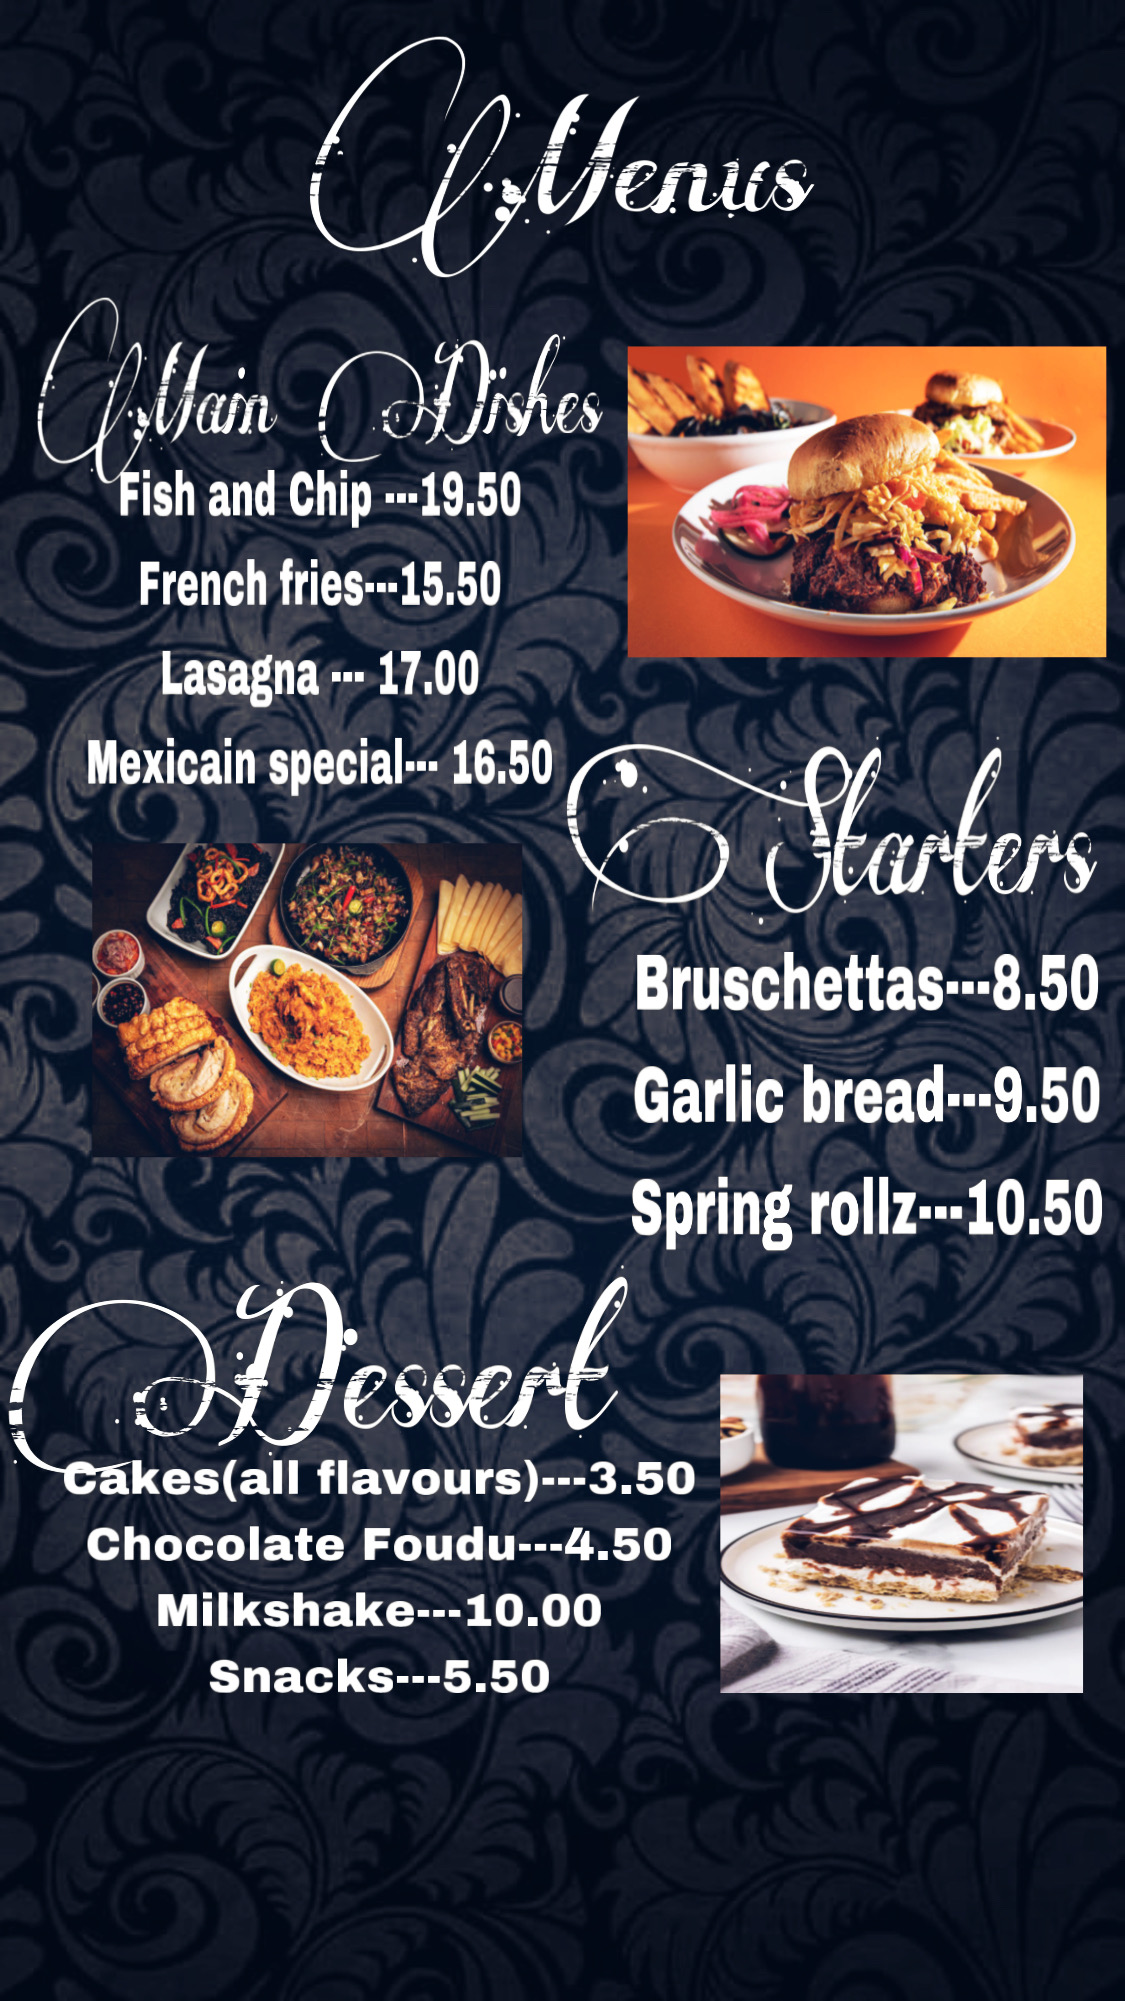 Menus
Main Dishes
Fish and Chip ---19.50
French fries---15.50
Lasagna --- 17.00
Mexicain special--- 16.50
Starters
Bruschettas---8.50
Garlic bread---9.50
Spring rollz---10.50
Dessert
Cakes(all flavours)---3.50
Chocolate Foudu---4.50
Milkshake---10.00
Snacks---5.50